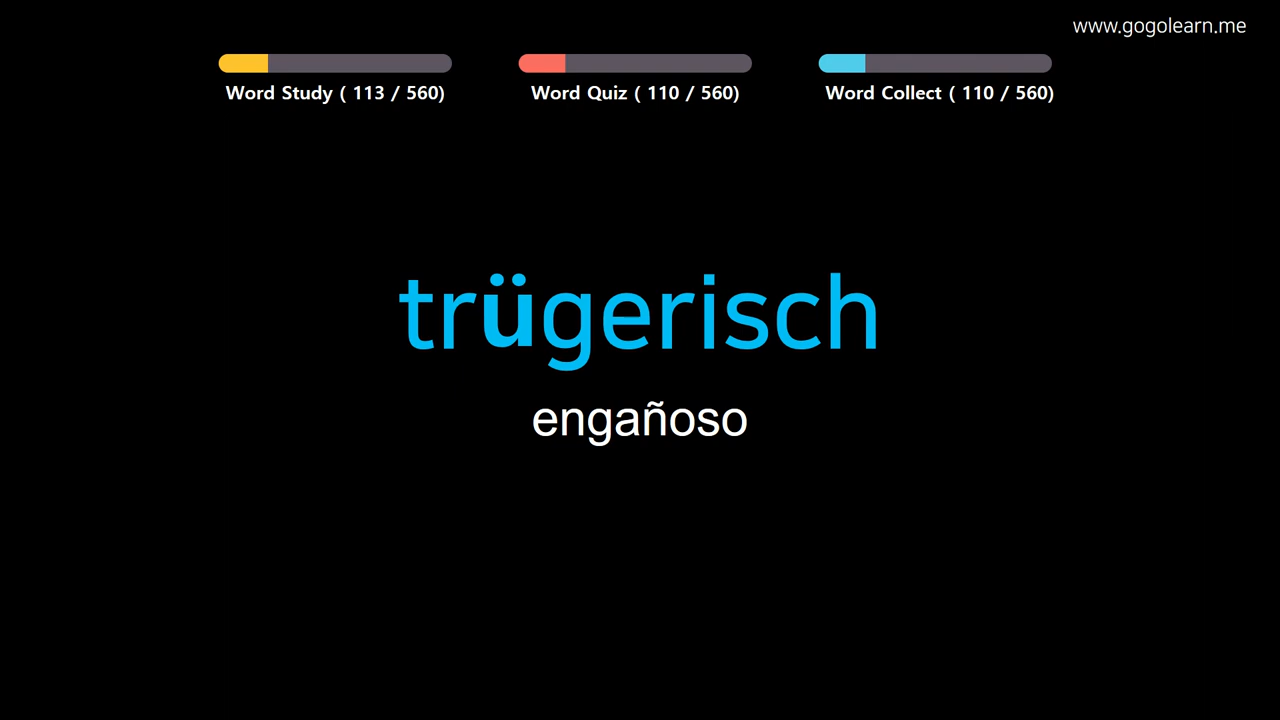 www.gogolearn.me
Word Study ( 113 / 560)
Word Quiz ( 110 / 560)
Word Collect ( 110 / 560)
trügerisch
engañoso